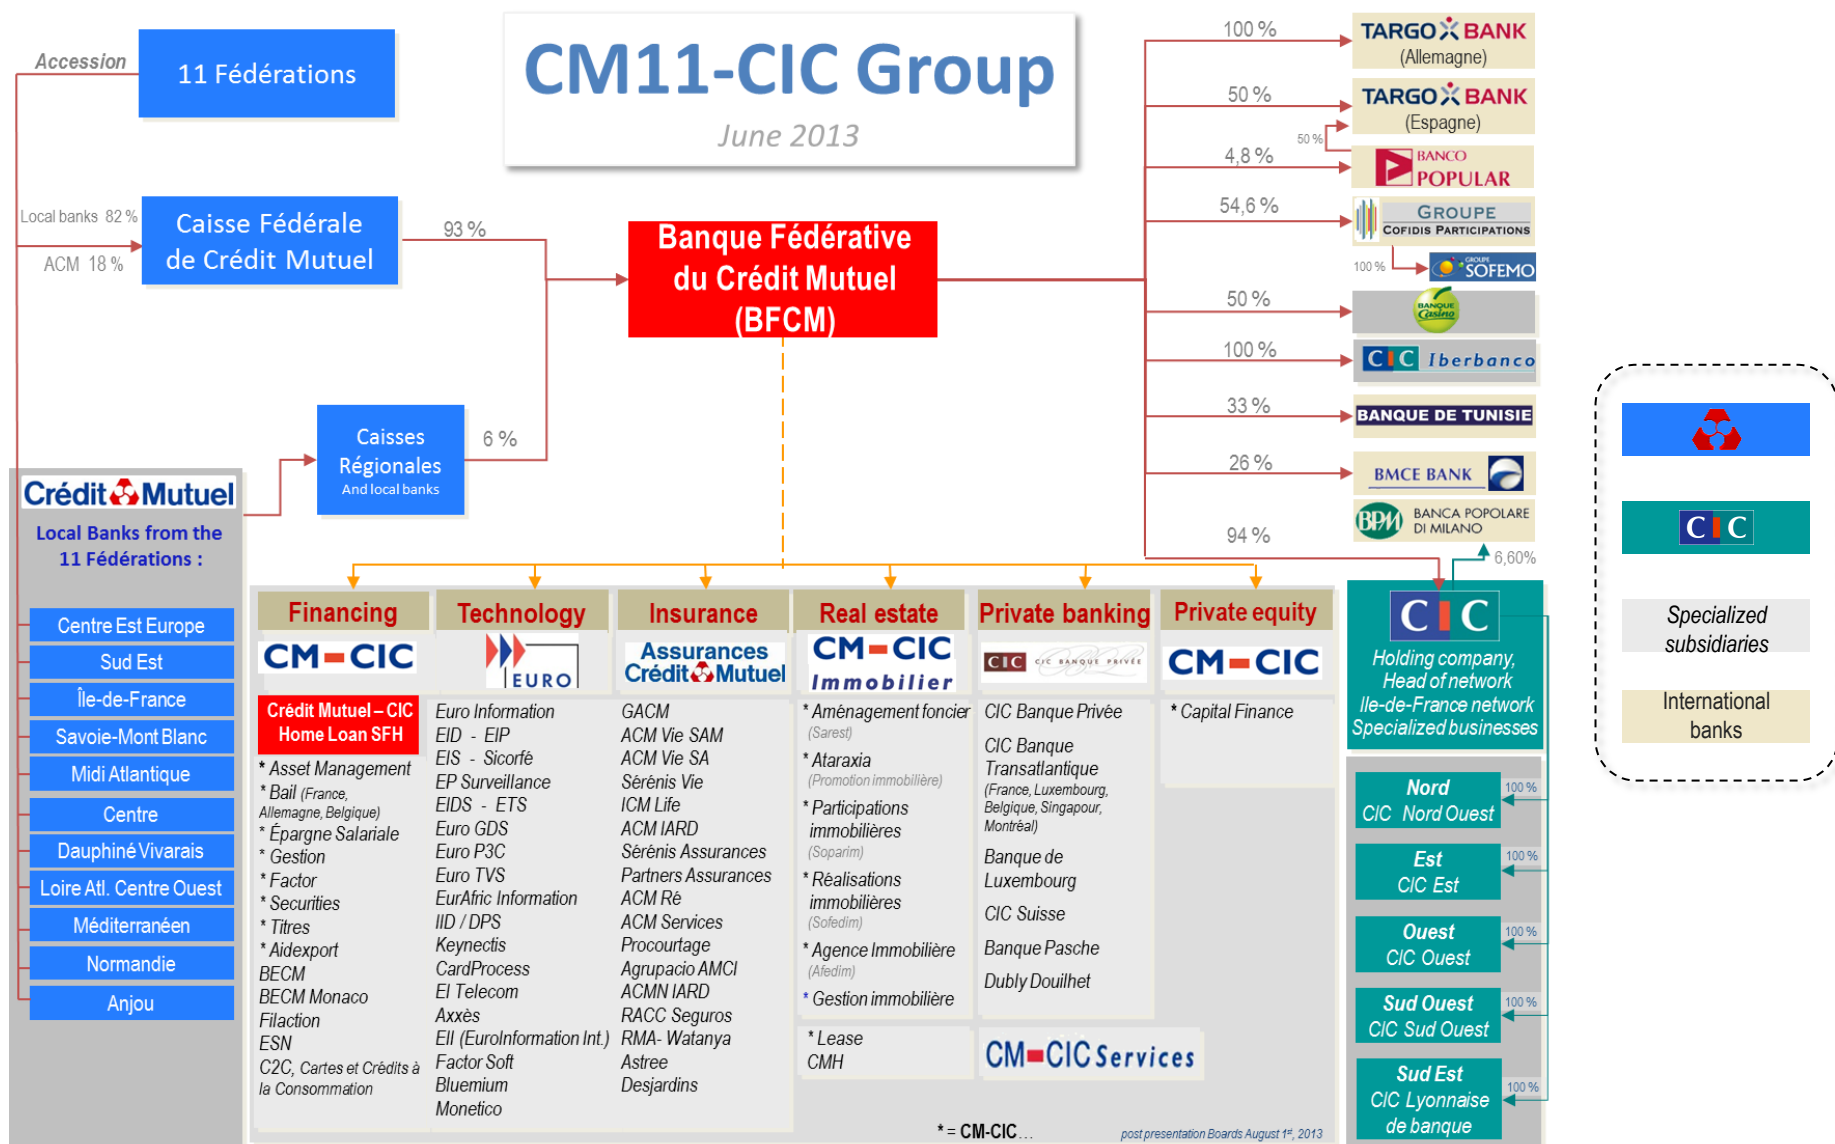 CM11-CIC Group
June 2013
Accession
11 Fédérations
Local banks 82 %
ACM 18 %
Caisse Fédérale
de Crédit Mutuel
93 %
Banque Fédérative
du Crédit Mutuel
(BFCM)
Caisses
Régionales
And local banks
6 %
100 %
TARGO BANK
(Allemagne)
50 %
TARGO BANK
(Espagne)
50 %
4,8 %
BANCO
POPULAR
54,6 %
GROUPE
COFIDIS PARTICIPATIONS
100 %
GROUPE
SOFEMO
50 %
BANQUE
Casino
100 %
CIC Iberbanco
33 %
BANQUE DE TUNISIE
26 %
BMCE BANK
BPM BANCA POPOLARE
DI MILANO
94 %
6,60%
Crédit Mutuel
Local Banks from the
11 Fédérations :
Centre Est Europe
Sud Est
Île-de-France
Savoie-Mont Blanc
Midi Atlantique
Centre
Dauphiné Vivarais
Loire Atl. Centre Ouest
Méditerranéen
Normandie
Anjou
Financing
CM-CIC
Crédit Mutuel – CIC
Home Loan SFH
* Asset Management
* Bail (France,
Allemagne, Belgique)
* Épargne Salariale
* Gestion
* Factor
* Securities
* Titres
* Aidexport
BECM
BECM Monaco
Filaction
ESN
C2C, Cartes et Crédits à
la Consommation
Technology
EURO
Euro Information
EID - EIP
EIS - Sicorfé
EP Surveillance
EIDS - ETS
Euro GDS
Euro P3C
Euro TVS
EurAfric Information
IID / DPS
Keynectis
CardProcess
EI Telecom
Axxès
EII (EuroInformation Int.)
Factor Soft
Bluemium
Monetico
Insurance
Assurances
Crédit Mutuel
GACM
ACM Vie SAM
ACM Vie SA
Sérénis Vie
ICM Life
ACM IARD
Sérénis Assurances
Partners Assurances
ACM Ré
ACM Services
Procourtage
Agrupacio AMCI
ACMN IARD
RACC Seguros
RMA- Watanya
Astree
Desjardins
Real estate
CM-CIC
Immobilier
* Aménagement foncier
(Sarest)
* Ataraxia
(Promotion immobilière)
* Participations
immobilières
(Soparim)
* Réalisations
immobilières
(Sofedim)
* Agence Immobilière
(Afedim)
* Gestion immobilière
* Lease
CMH
Private banking
CIC CIC BANQUE PRIVÉE
CIC Banque Privée
CIC Banque
Transatlantique
(France, Luxembourg,
Belgique, Singapour,
Montréal)
Banque de
Luxembourg
CIC Suisse
Banque Pasche
Dubly Douilhet
CM-CIC Services
Private equity
CM-CIC
* Capital Finance
* = CM-CIC…
post presentation Boards August 1st, 2013
CIC
Holding company,
Head of network
Ile-de-France network
Specialized businesses
Nord
CIC Nord Ouest
100 %
Est
CIC Est
100 %
Ouest
CIC Ouest
100 %
Sud Ouest
CIC Sud Ouest
100 %
Sud Est
CIC Lyonnaise
de banque
100 %
CIC
Specialized
subsidiaries
International
banks